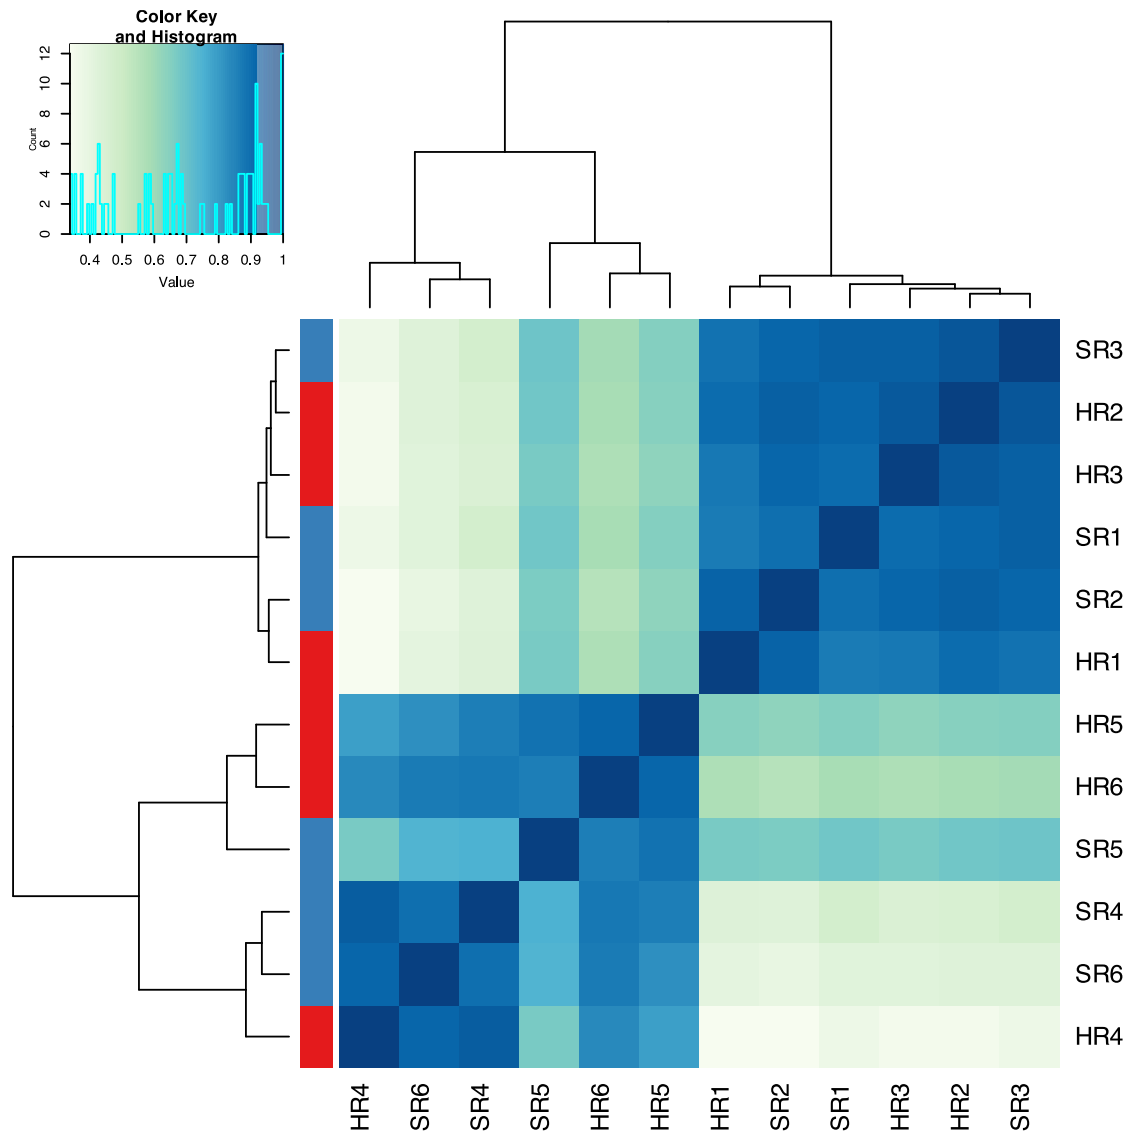 Color Key
and Histogram
Count
0 2 4 6 8 10 12
0.4 0.5 0.6 0.7 0.8 0.9 1
Value
SR3
HR2
HR3
SR1
SR2
HR1
HR5
HR6
SR5
SR4
SR6
HR4
HR4 SR6 SR4 SR5 HR6 HR5 HR1 SR2 SR1 HR3 HR2 SR3